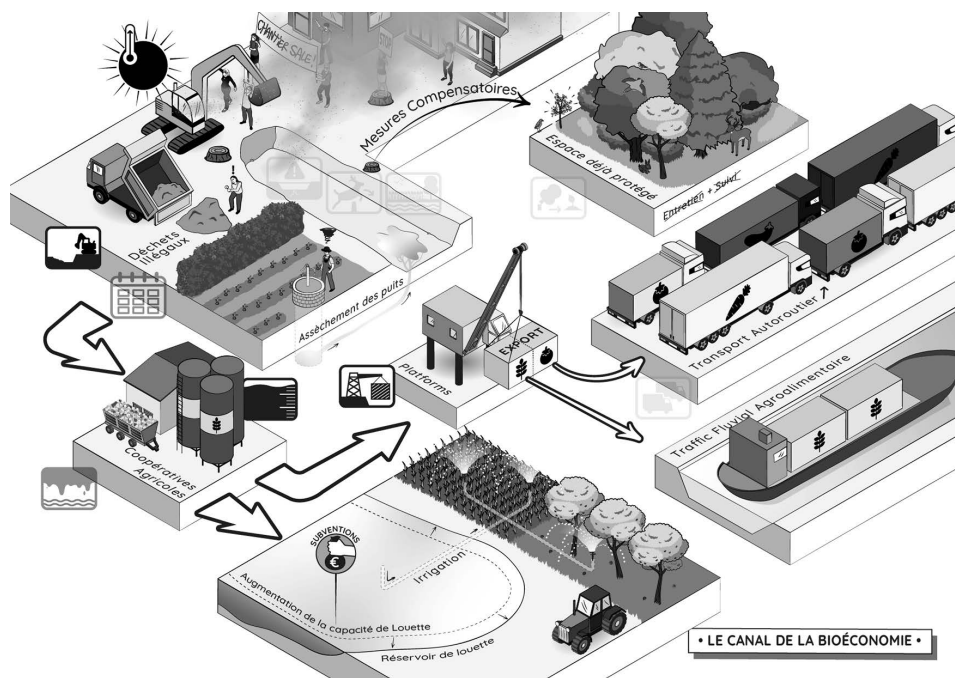 CHANTIER SALE!
STOP
Mesures Compensatoires
Espace déjà protégé
Entretien + Suivi
Déchets
Illégaux
Assèchement des puits
EXPORT
Platforms
Transport Autoroutier
Traffic Fluvial Agroalimentaire
Coopératives
Agricoles
SUBVENTIONS
€
Irrigation
Augmentation de la capacité de Louette
Réservoir de louette
• LE CANAL DE LA BIOÉCONOMIE •